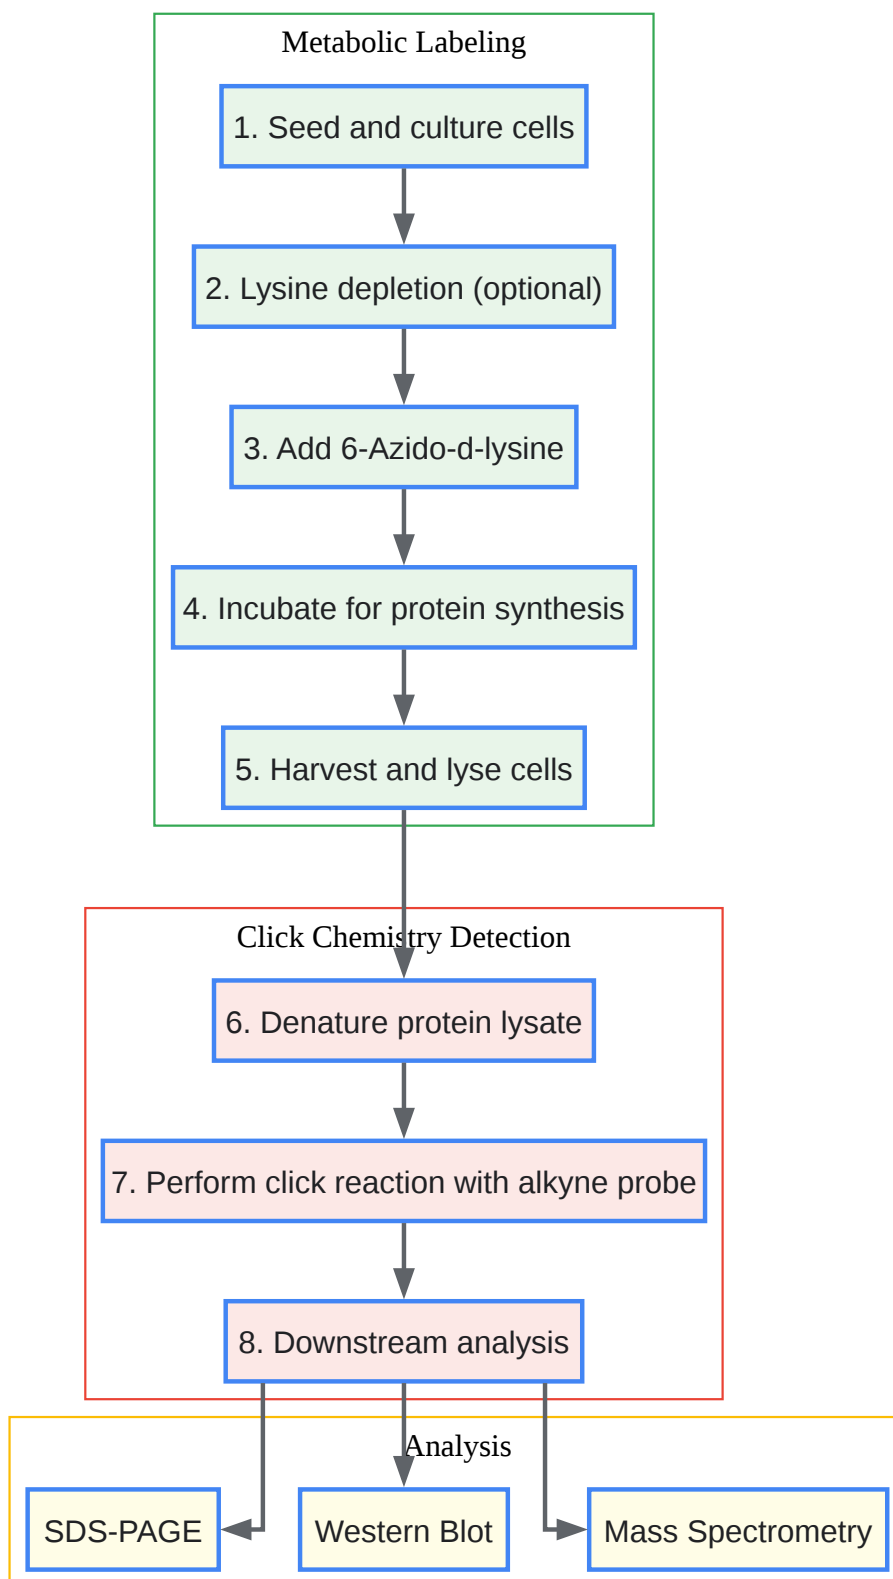 Metabolic Labeling
1. Seed and culture cells
2. Lysine depletion (optional)
3. Add 6-Azido-d-lysine
4. Incubate for protein synthesis
5. Harvest and lyse cells
Click Chemistry Detection
6. Denature protein lysate
7. Perform click reaction with alkyne probe
8. Downstream analysis
Analysis
SDS-PAGE
Western Blot
Mass Spectrometry